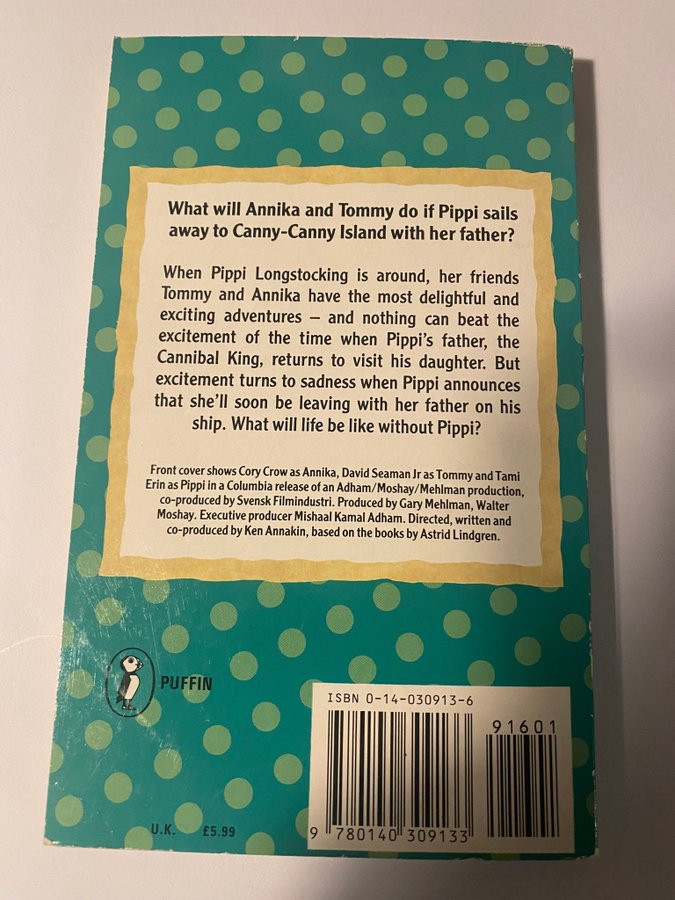 What will Annika and Tommy do if Pippi sails
away to Canny-Canny Island with her father?
When Pippi Longstocking is around, her friends
Tommy and Annika have the most delightful and
exciting adventures – and nothing can beat the
excitement of the time when Pippi's father, the
Cannibal King, returns to visit his daughter. But
excitement turns to sadness when Pippi announces
that she'll soon be leaving with her father on his
ship. What will life be like without Pippi?
Front cover shows Cory Crow as Annika, David Seaman Jr as Tommy and Tami
Erin as Pippi in a Columbia release of an Adham/Moshay/Mehlman production,
co-produced by Svensk Filmindustri. Produced by Gary Mehlman, Walter
Moshay. Executive producer Mishaal Kamal Adham. Directed, written and
co-produced by Ken Annakin, based on the books by Astrid Lindgren.
PUFFIN
U.K. £5.99
ISBN 0-14-030913-6
91601
9 780140 309133